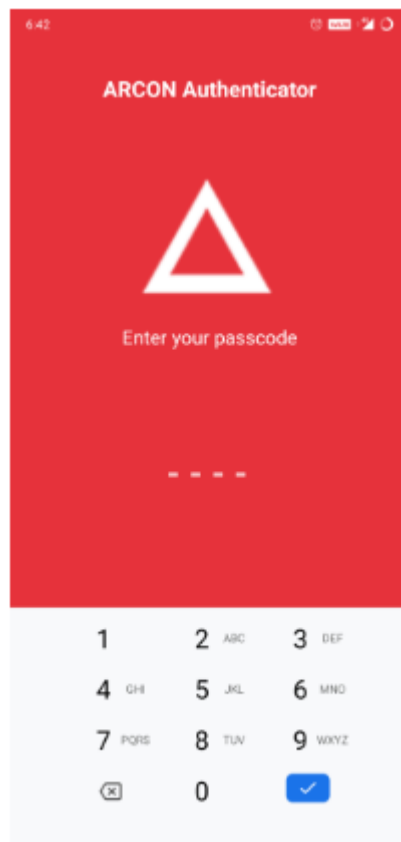 6:42
ARCON Authenticator
Enter your passcode
1 2 ABC 3 DEF
4 GHI 5 JKL 6 MNO
7 PQRS 8 TUV 9 WXYZ
0